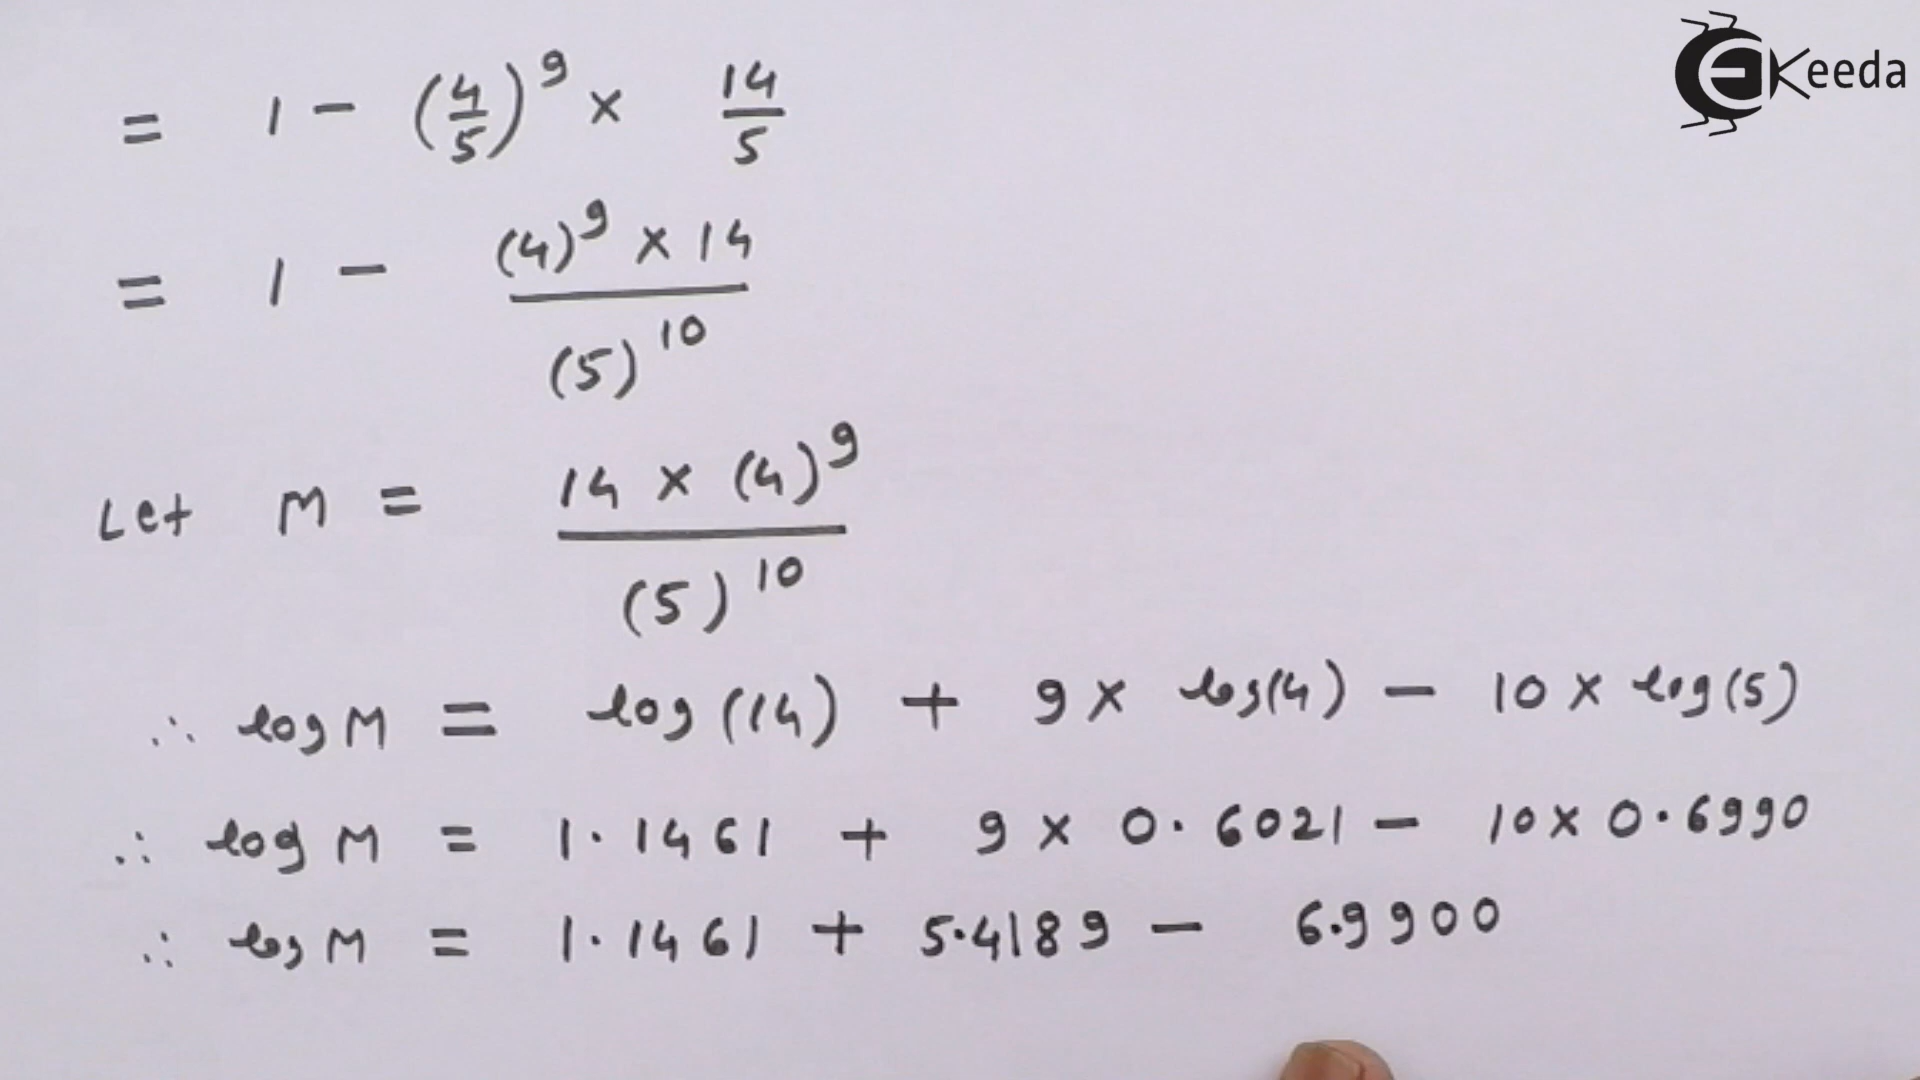 EKeeda
= 1 - (4/5)^9 × 14/5
= 1 - ((4)^9 × 14)/(5)^10
Let M = (14 × (4)^9)/(5)^10
∴ log M = log(14) + 9 × log(4) - 10 × log(5)
∴ log M = 1.1461 + 9 × 0.6021 - 10 × 0.6990
∴ log M = 1.1461 + 5.4189 - 6.9900